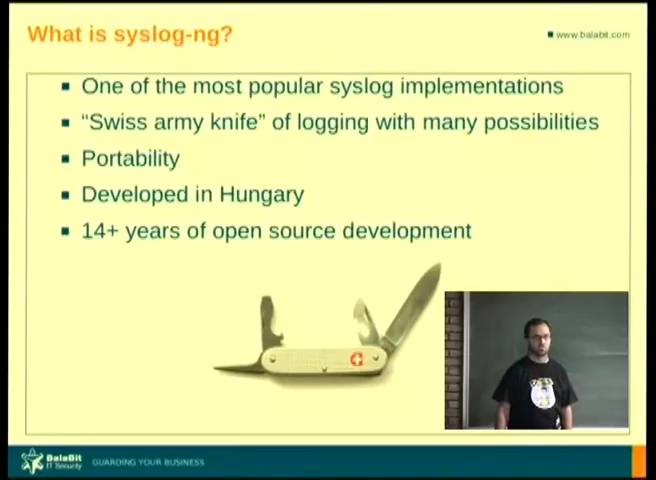 What is syslog-ng?
www.balabit.com
One of the most popular syslog implementations
“Swiss army knife” of logging with many possibilities
Portability
Developed in Hungary
14+ years of open source development
BalaBit
IT Security
GUARDING YOUR BUSINESS